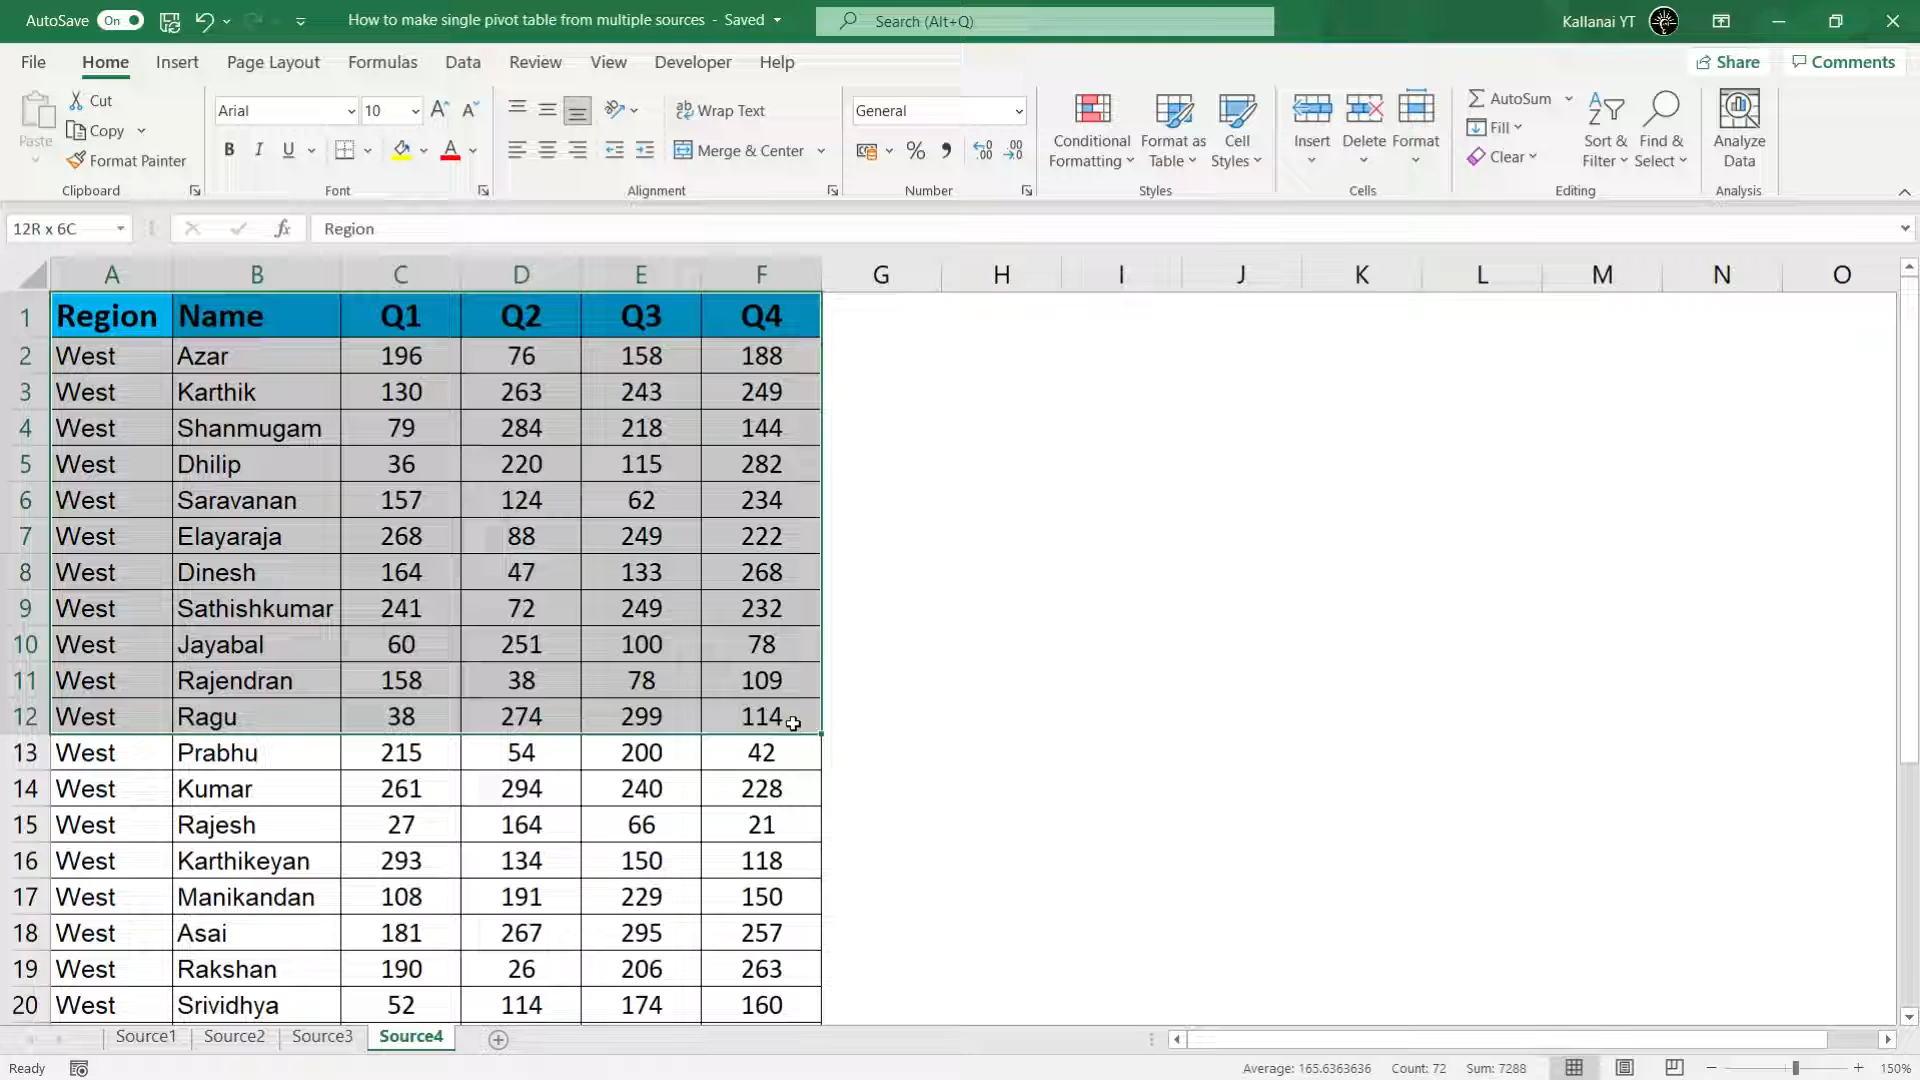 AutoSave On How to make single pivot table from multiple sources - Saved Search (Alt+Q) Kallanai YT
File Home Insert Page Layout Formulas Data Review View Developer Help Share Comments
Paste Cut Copy Format Painter Clipboard
Arial 10 A A B I U A Font
ab Wrap Text Merge & Center Alignment
General % , .00 .00 Number
Conditional Formatting Format as Table Cell Styles Styles
Insert Delete Format Cells
AutoSum Fill Clear Sort & Filter Find & Select Editing
Analyze Data Analysis
12R x 6C fx Region
A B C D E F G H I J K L M N O
1 Region Name Q1 Q2 Q3 Q4
2 West Azar 196 76 158 188
3 West Karthik 130 263 243 249
4 West Shanmugam 79 284 218 144
5 West Dhilip 36 220 115 282
6 West Saravanan 157 124 62 234
7 West Elayaraja 268 88 249 222
8 West Dinesh 164 47 133 268
9 West Sathishkumar 241 72 249 232
10 West Jayabal 60 251 100 78
11 West Rajendran 158 38 78 109
12 West Ragu 38 274 299 114
13 West Prabhu 215 54 200 42
14 West Kumar 261 294 240 228
15 West Rajesh 27 164 66 21
16 West Karthikeyan 293 134 150 118
17 West Manikandan 108 191 229 150
18 West Asai 181 267 295 257
19 West Rakshan 190 26 206 263
20 West Srividhya 52 114 174 160
Source1 Source2 Source3 Source4
Ready Average: 165.6363636 Count: 72 Sum: 7288 150%